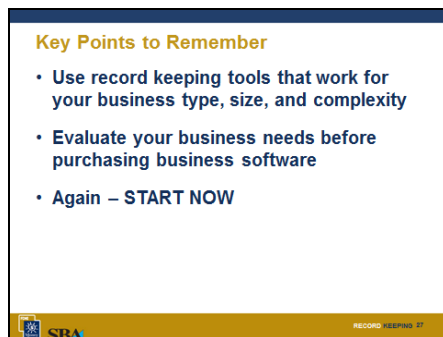 Key Points to Remember
• Use record keeping tools that work for
your business type, size, and complexity
• Evaluate your business needs before
purchasing business software
• Again – START NOW
SBA
RECORD KEEPING 27